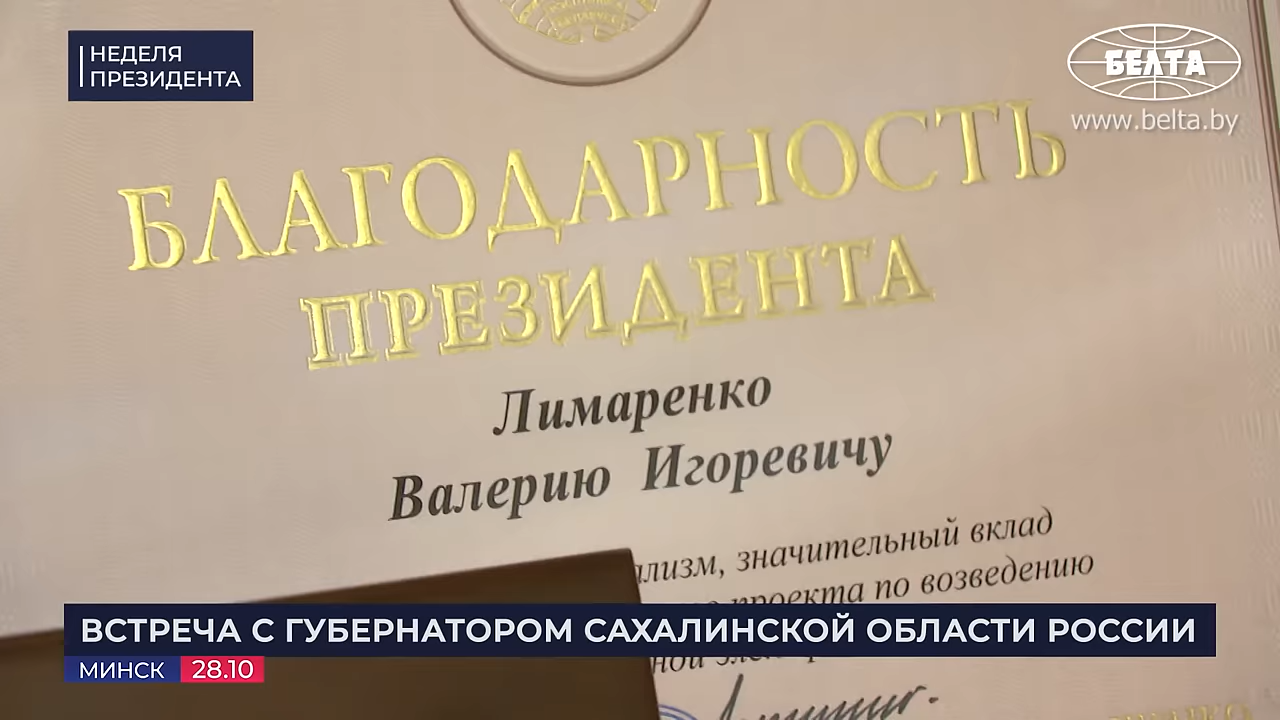 НЕДЕЛЯ
ПРЕЗИДЕНТА
БЕЛТА
www.belta.by
БЛАГОДАРНОСТЬ
ПРЕЗИДЕНТА
Лимаренко
Валерию Игоревичу
значительный вклад
проекта по возведению
ВСТРЕЧА С ГУБЕРНАТОРОМ САХАЛИНСКОЙ ОБЛАСТИ РОССИИ
МИНСК 28.10